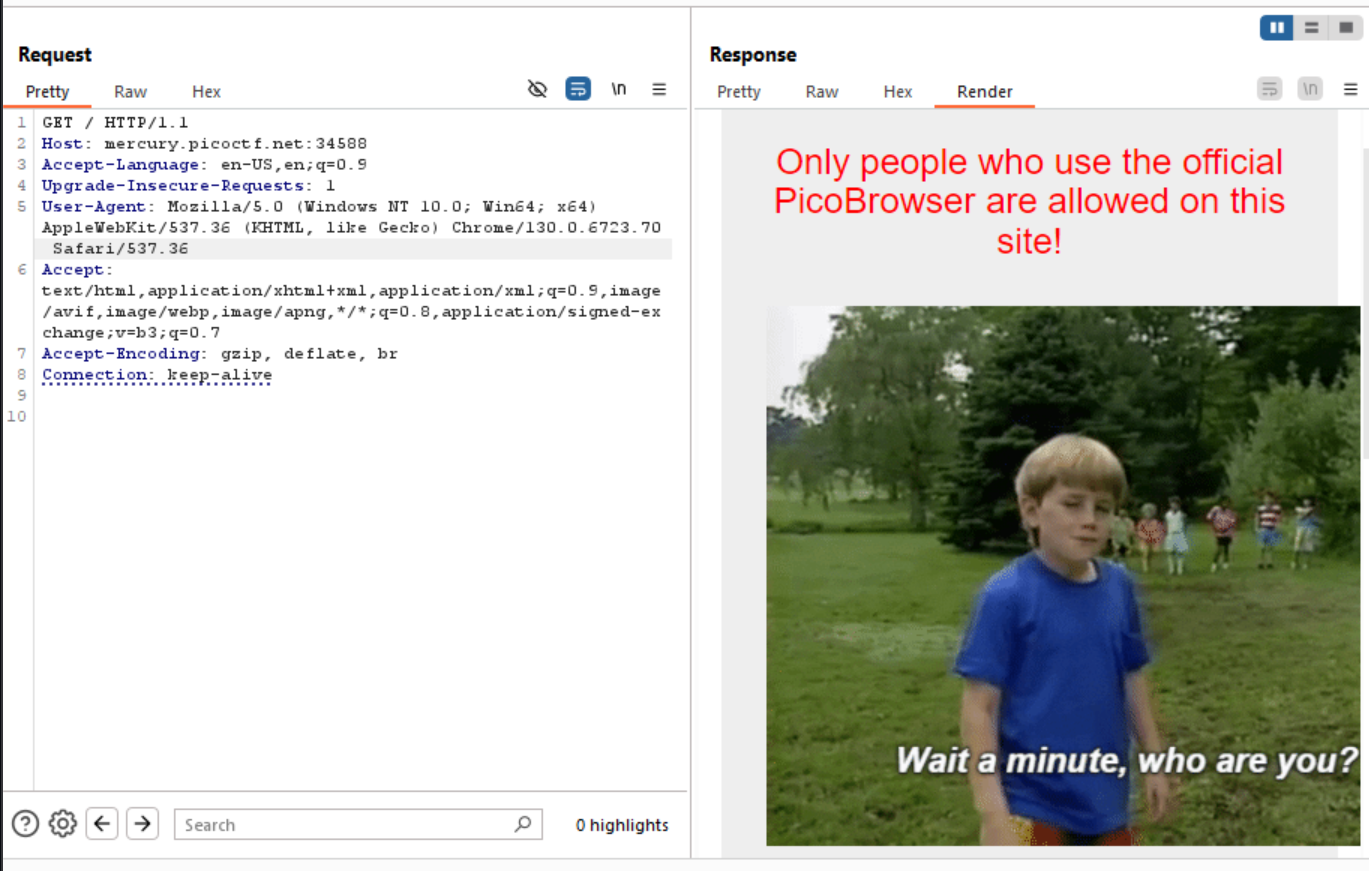 Request
Pretty Raw Hex \n
1 GET / HTTP/1.1
2 Host: mercury.picoctf.net:34588
3 Accept-Language: en-US,en;q=0.9
4 Upgrade-Insecure-Requests: 1
5 User-Agent: Mozilla/5.0 (Windows NT 10.0; Win64; x64)
AppleWebKit/537.36 (KHTML, like Gecko) Chrome/130.0.6723.70
Safari/537.36
6 Accept:
text/html,application/xhtml+xml,application/xml;q=0.9,image
/avif,image/webp,image/apng,*/*;q=0.8,application/signed-ex
change;v=b3;q=0.7
7 Accept-Encoding: gzip, deflate, br
8 Connection: keep-alive
9
10
Search 0 highlights
Response
Pretty Raw Hex Render \n
Only people who use the official
PicoBrowser are allowed on this
site!
Wait a minute, who are you?